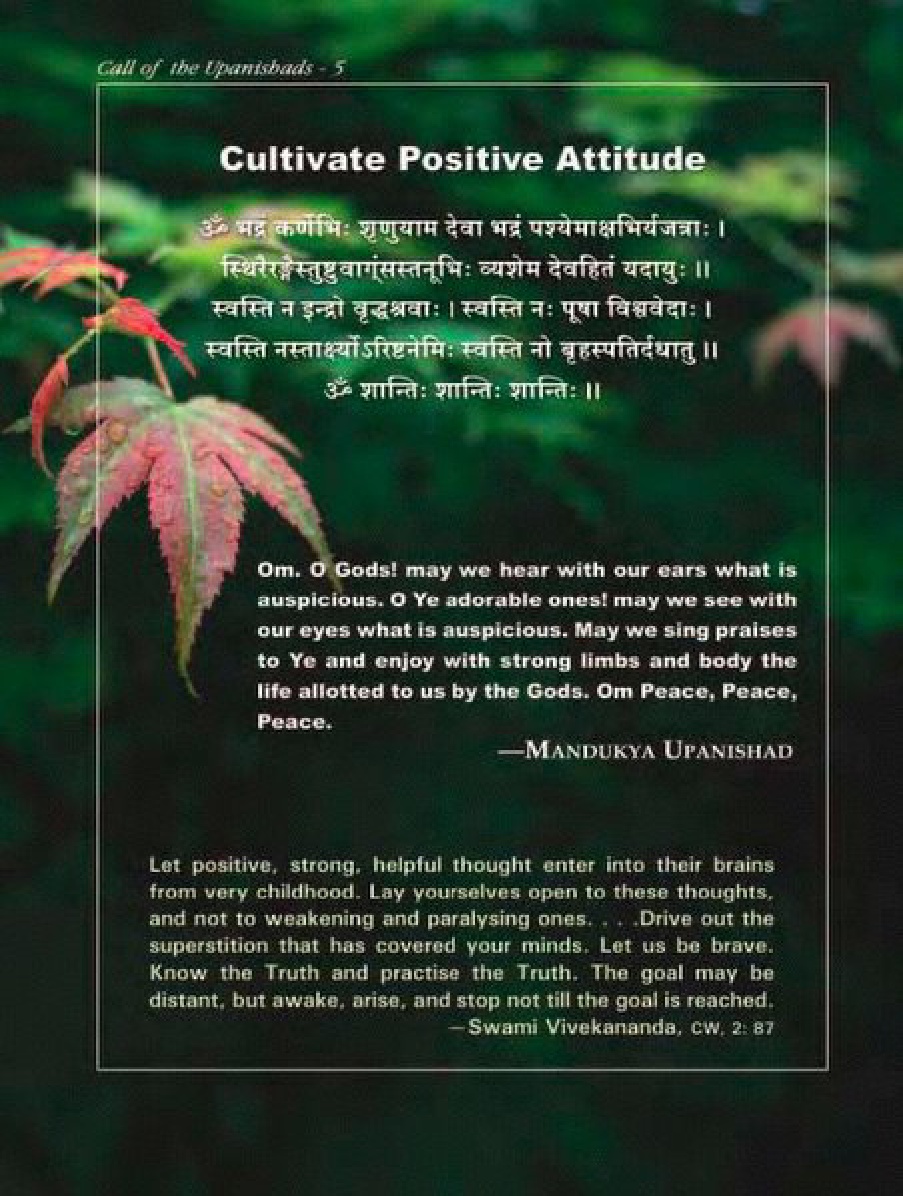 Call of the Upanishads - 5
Cultivate Positive Attitude
ॐ भद्रं कर्णेभिः शृणुयाम देवा भद्रं पश्येमाक्षभिर्यजत्राः ।
स्थिरैरङ्गैस्तुष्टुवाग्ंसस्तनूभिः व्यशेम देवहितं यदायुः ॥
स्वस्ति न इन्द्रो वृद्धश्रवाः । स्वस्ति नः पूषा विश्ववेदाः ।
स्वस्ति नस्तार्क्ष्योऽरिष्टनेमिः स्वस्ति नो बृहस्पतिर्दधातु ॥
ॐ शान्तिः शान्तिः शान्तिः ॥
Om. O Gods! may we hear with our ears what is
auspicious. O Ye adorable ones! may we see with
our eyes what is auspicious. May we sing praises
to Ye and enjoy with strong limbs and body the
life allotted to us by the Gods. Om Peace, Peace,
Peace.
—MANDUKYA UPANISHAD
Let positive, strong, helpful thought enter into their brains
from very childhood. Lay yourselves open to these thoughts,
and not to weakening and paralysing ones. . . .Drive out the
superstition that has covered your minds. Let us be brave.
Know the Truth and practise the Truth. The goal may be
distant, but awake, arise, and stop not till the goal is reached.
—Swami Vivekananda, CW, 2: 87